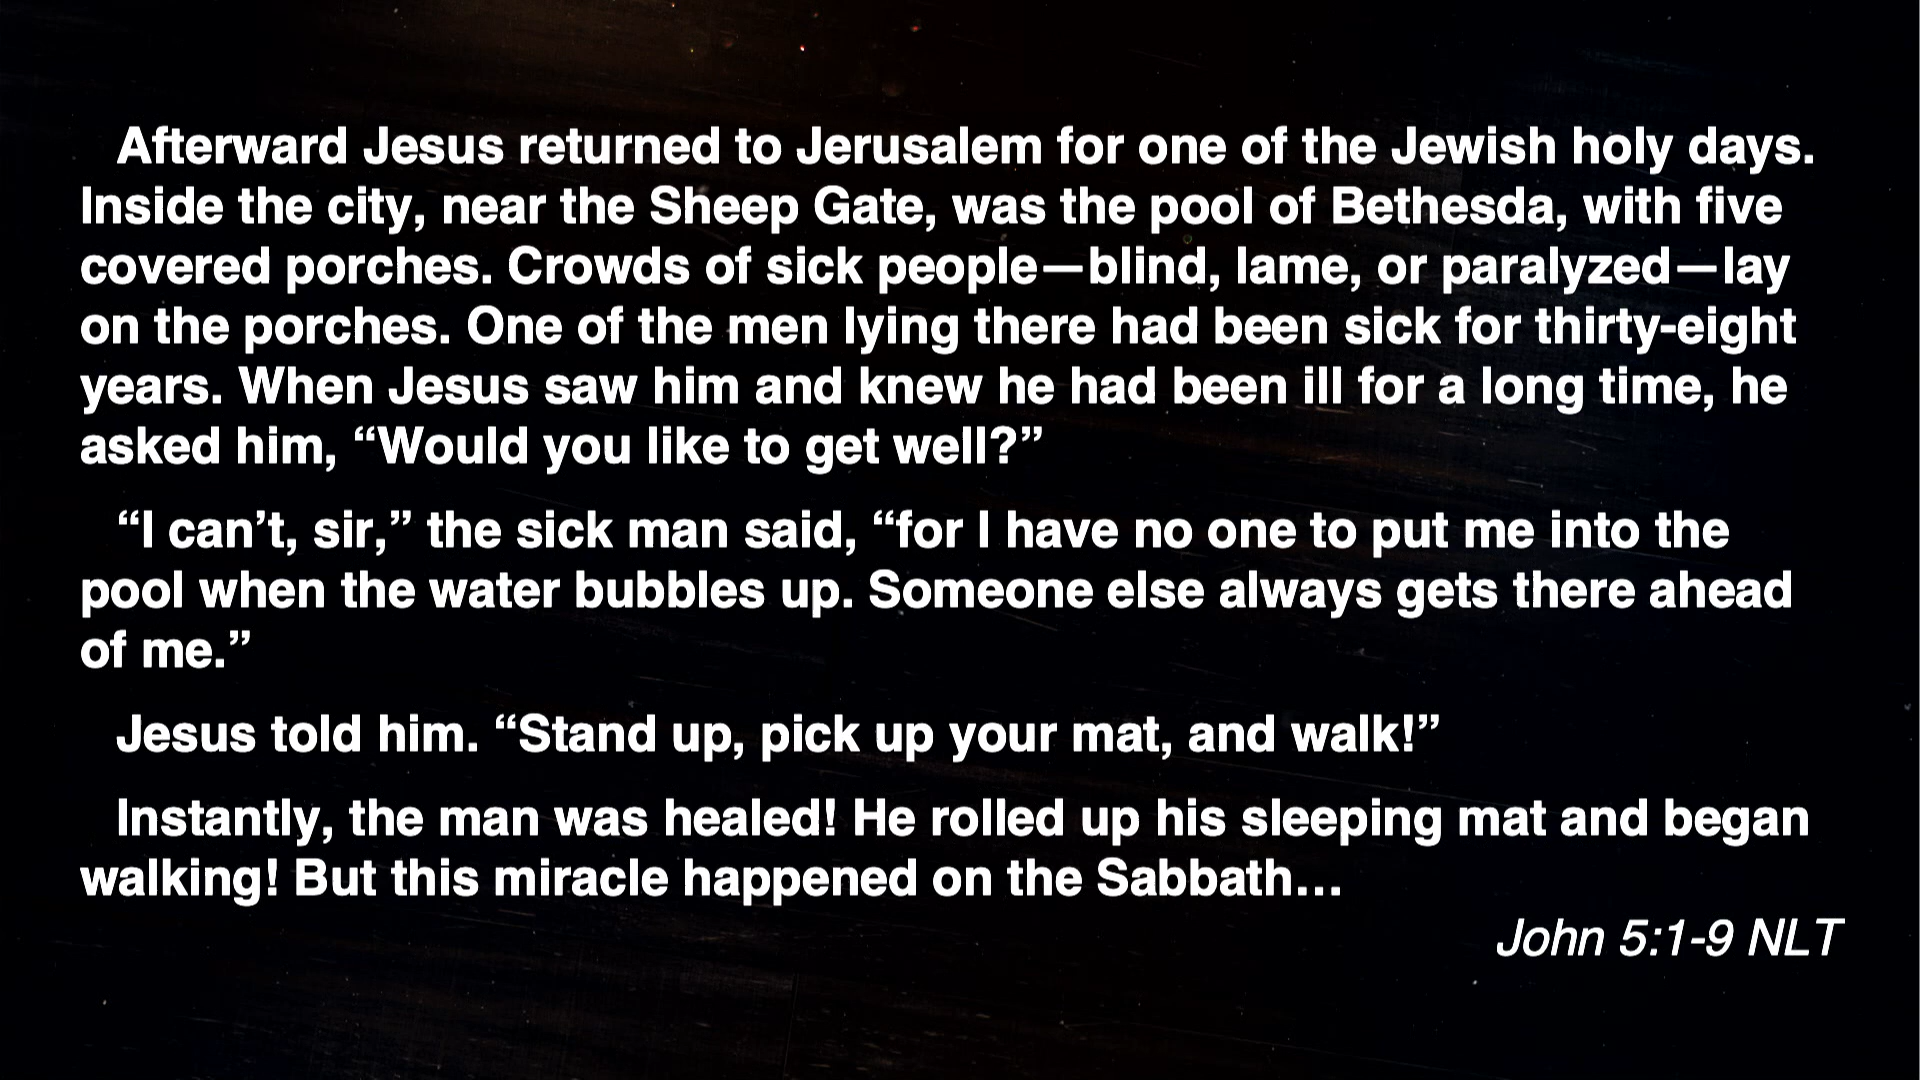 Afterward Jesus returned to Jerusalem for one of the Jewish holy days.
Inside the city, near the Sheep Gate, was the pool of Bethesda, with five
covered porches. Crowds of sick people—blind, lame, or paralyzed—lay
on the porches. One of the men lying there had been sick for thirty-eight
years. When Jesus saw him and knew he had been ill for a long time, he
asked him, “Would you like to get well?”
“I can’t, sir,” the sick man said, “for I have no one to put me into the
pool when the water bubbles up. Someone else always gets there ahead
of me.”
Jesus told him. “Stand up, pick up your mat, and walk!”
Instantly, the man was healed! He rolled up his sleeping mat and began
walking! But this miracle happened on the Sabbath…
John 5:1-9 NLT